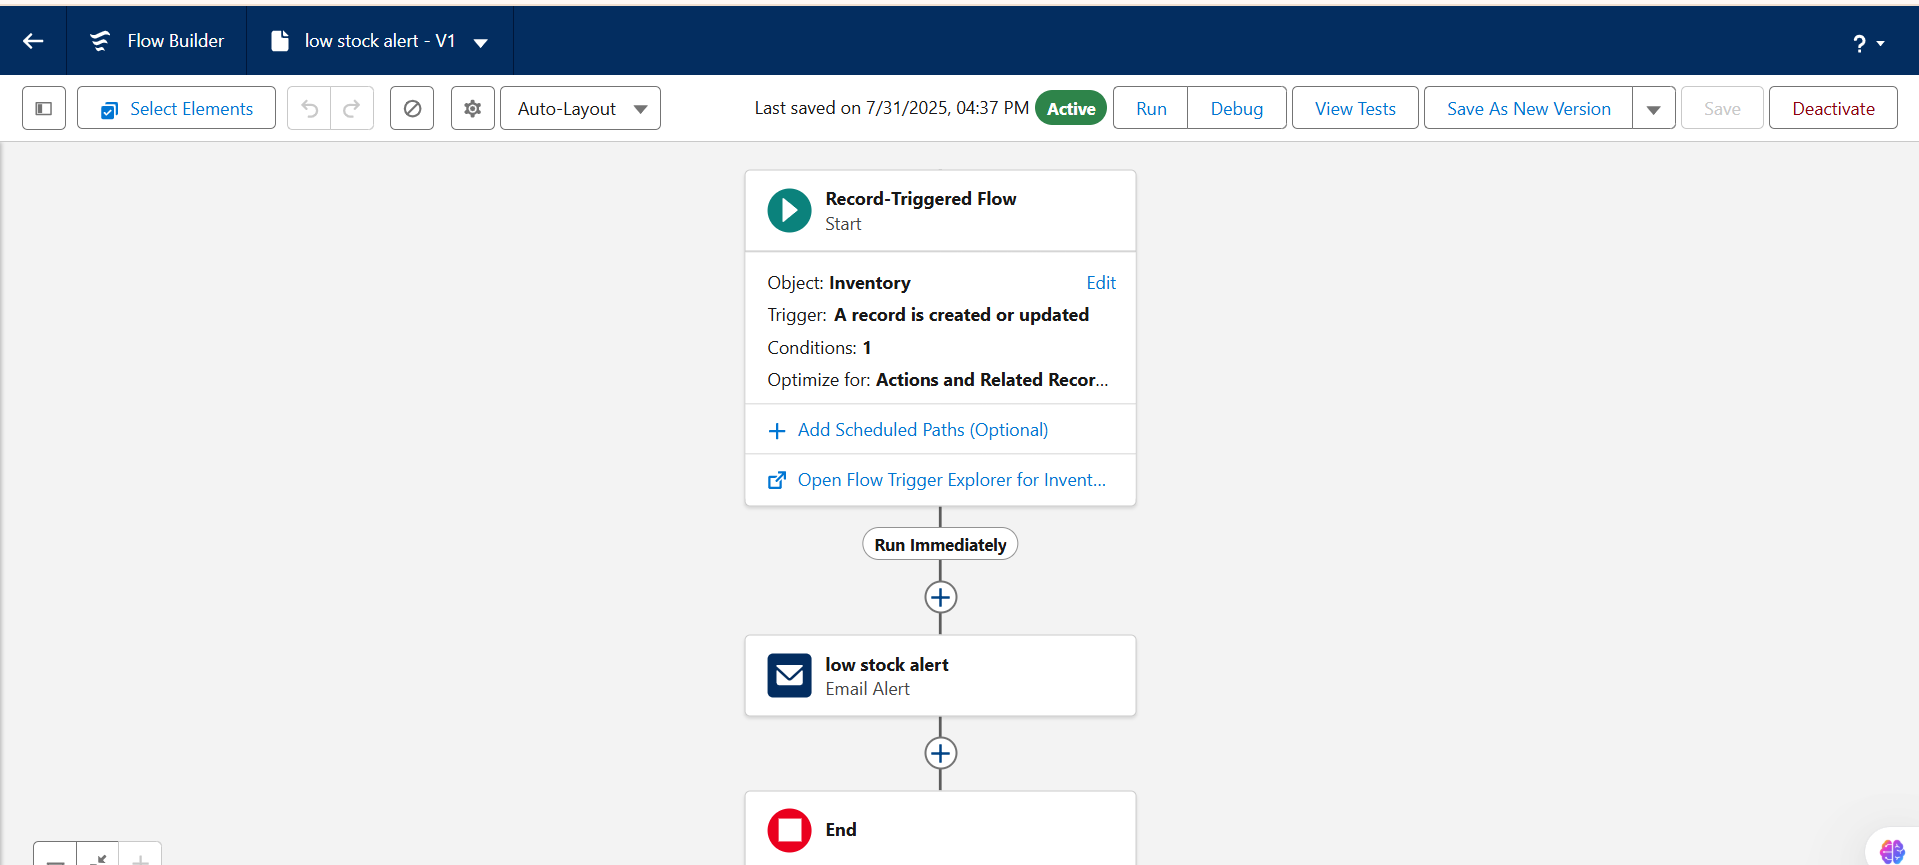 Flow Builder
low stock alert - V1
?
Select Elements
Auto-Layout
Last saved on 7/31/2025, 04:37 PM
Active
Run
Debug
View Tests
Save As New Version
Save
Deactivate
Record-Triggered Flow
Start
Object: Inventory
Edit
Trigger: A record is created or updated
Conditions: 1
Optimize for: Actions and Related Recor...
+ Add Scheduled Paths (Optional)
Open Flow Trigger Explorer for Invent...
Run Immediately
low stock alert
Email Alert
End